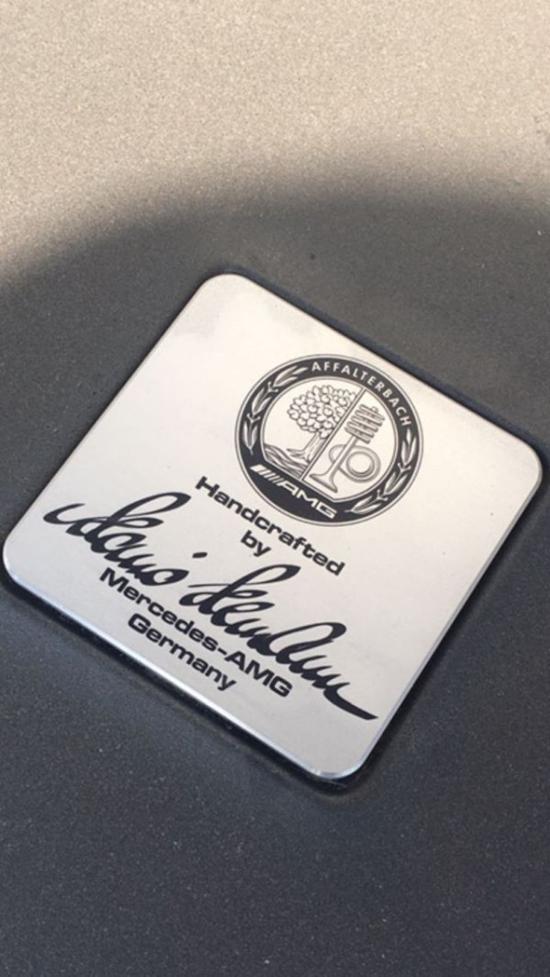 AFFALTERBACH
AMG
Handcrafted
by
Mercedes-AMG
Germany